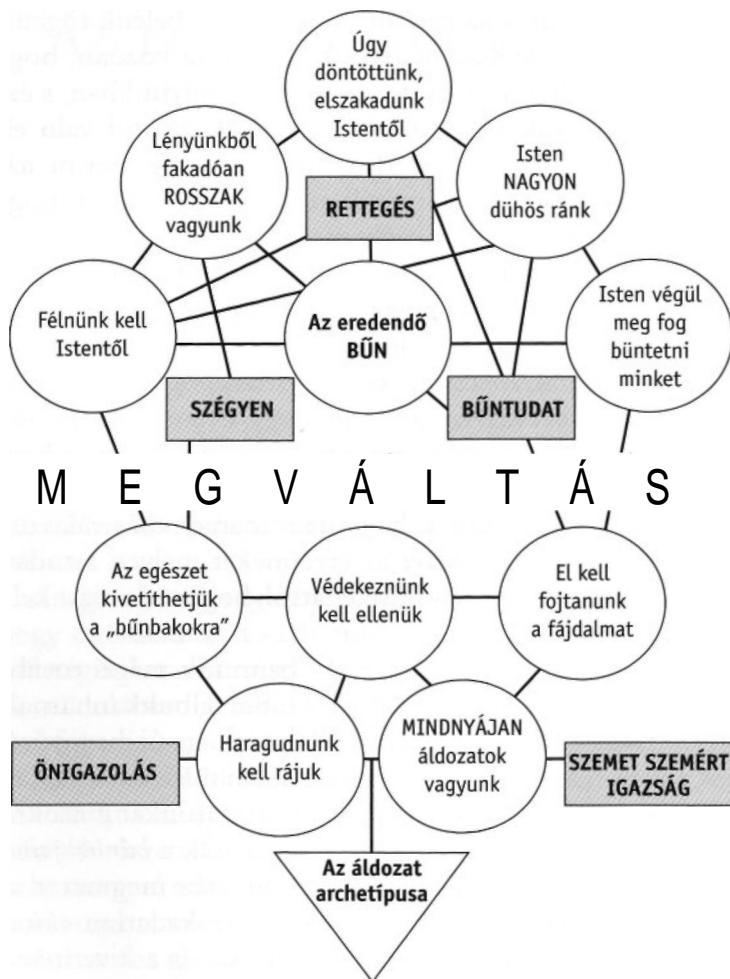 Úgy
döntöttünk,
elszakadunk
Istentől
Lényünkből
fakadóan
ROSSZAK
vagyunk
Isten
NAGYON
dühös ránk
RETTEGÉS
Félnünk kell
Istentől
Az eredendő
BŰN
Isten végül
meg fog
büntetni
minket
SZÉGYEN
BŰNTUDAT
MEGVÁLTÁS
Az egészet
kivetíthetjük
a „bűnbakokra”
Védekeznünk
kell ellenük
El kell
fojtanunk
a fájdalmat
ÖNIGAZOLÁS
Haragudnunk
kell rájuk
MINDNYÁJAN
áldozatok
vagyunk
SZEMET SZEMÉRT
IGAZSÁG
Az áldozat
archetípusa